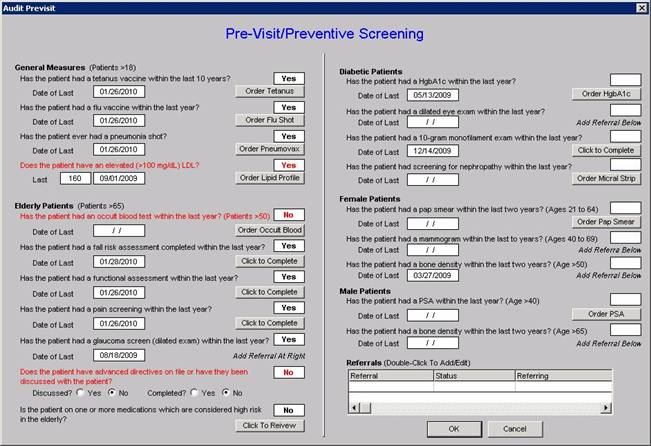 Audit Previsit
Pre-Visit/Preventive Screening
General Measures (Patients >18)
Has the patient had a tetanus vaccine within the last 10 years? Yes
Date of Last 01/26/2010 Order Tetanus
Has the patient had a flu vaccine within the last year? Yes
Date of Last 01/26/2010 Order Flu Shot
Has the patient ever had a pneumonia shot? Yes
Date of Last 01/26/2010 Order Pneumovax
Does the patient have an elevated (>100 mg/dL) LDL? Yes
Last 160 09/01/2009 Order Lipid Profile
Elderly Patients (Patients >65)
Has the patient had an occult blood test within the last year? (Patients >50) No
Date of Last / / Order Occult Blood
Has the patient had a fall risk assessment completed within the last year? Yes
Date of Last 01/28/2010 Click to Complete
Has the patient had a functional assessment within the last year? Yes
Date of Last 01/26/2010 Click to Complete
Has the patient had a pain screening within the last year? Yes
Date of Last 01/26/2010 Click to Complete
Has the patient had a glaucoma screen (dilated exam) within the last year? Yes
Date of Last 08/18/2009 Add Referral At Right
Does the patient have advanced directives on file or have they been
discussed with the patient? No
Discussed? Yes No Completed? Yes No
Is the patient on one or more medications which are considered high risk
in the elderly? No
Click To Reivew
Diabetic Patients
Has the patient had a HgbA1c within the last year?
Date of Last 05/13/2009 Order HgbA1c
Has the patient had a dilated eye exam within the last year?
Date of Last / / Add Referral Below
Has the patient had a 10-gram monofilament exam within the last year?
Date of Last 12/14/2009 Click to Complete
Has the patient had screening for nephropathy within the last year?
Date of Last / / Order Micral Strip
Female Patients
Has the patient had a pap smear within the last two years? (Ages 21 to 64)
Date of Last / / Order Pap Smear
Has the patient had a mammogram within the last to years? (Ages 40 to 69)
Date of Last / / Add Referral Below
Has the patient had a bone density within the last two years? (Age >50)
Date of Last 03/27/2009 Add Referral Below
Male Patients
Has the patient had a PSA within the last year? (Age >40)
Date of Last / / Order PSA
Has the patient had a bone density within the last two years? (Age >65)
Date of Last / / Add Referral Below
Referrals (Double-Click To Add/Edit)
Referral Status Referring
OK Cancel